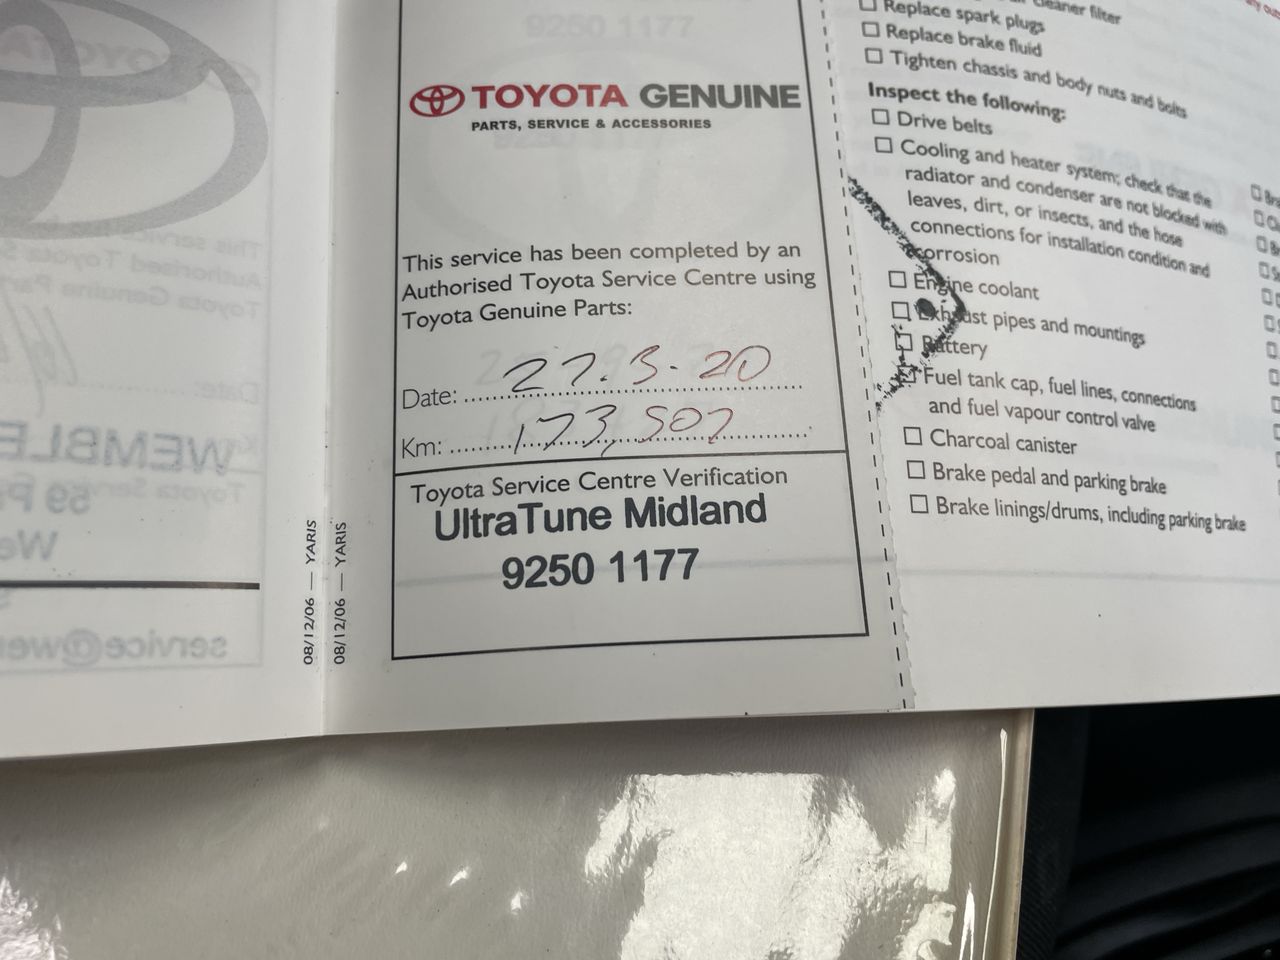 TOYOTA GENUINE
PARTS, SERVICE & ACCESSORIES
This service has been completed by an
Authorised Toyota Service Centre using
Toyota Genuine Parts:
Date: 27.3.20
Km: 173,507
Toyota Service Centre Verification
UltraTune Midland
9250 1177
08/12/06 — YARIS
08/12/06 — YARIS
cleaner filter
☐ Replace spark plugs
☐ Replace brake fluid
☐ Tighten chassis and body nuts and bolts
Inspect the following:
☐ Drive belts
☐ Cooling and heater system; check that the
radiator and condenser are not blocked with
leaves, dirt, or insects, and the hose
connections for installation condition and
corrosion
☐ Engine coolant
☐ Exhaust pipes and mountings
☐ Battery
☐ Fuel tank cap, fuel lines, connections
and fuel vapour control valve
☐ Charcoal canister
☐ Brake pedal and parking brake
☐ Brake linings/drums, including parking brake